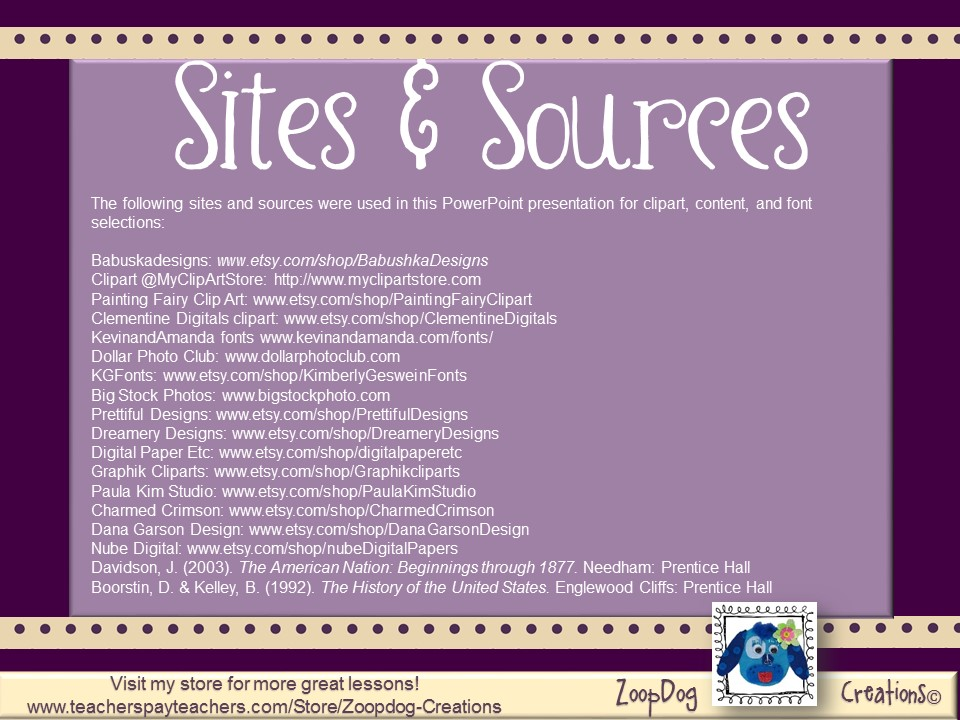 Sites & Sources
The following sites and sources were used in this PowerPoint presentation for clipart, content, and font
selections:
Babuskadesigns: www.etsy.com/shop/BabushkaDesigns
Clipart @MyClipArtStore: http://www.myclipartstore.com
Painting Fairy Clip Art: www.etsy.com/shop/PaintingFairyClipart
Clementine Digitals clipart: www.etsy.com/shop/ClementineDigitals
KevinandAmanda fonts www.kevinandamanda.com/fonts/
Dollar Photo Club: www.dollarphotoclub.com
KGFonts: www.etsy.com/shop/KimberlyGesweinFonts
Big Stock Photos: www.bigstockphoto.com
Prettiful Designs: www.etsy.com/shop/PrettifulDesigns
Dreamery Designs: www.etsy.com/shop/DreameryDesigns
Digital Paper Etc: www.etsy.com/shop/digitalpaperetc
Graphik Cliparts: www.etsy.com/shop/Graphikcliparts
Paula Kim Studio: www.etsy.com/shop/PaulaKimStudio
Charmed Crimson: www.etsy.com/shop/CharmedCrimson
Dana Garson Design: www.etsy.com/shop/DanaGarsonDesign
Nube Digital: www.etsy.com/shop/nubeDigitalPapers
Davidson, J. (2003). The American Nation: Beginnings through 1877. Needham: Prentice Hall
Boorstin, D. & Kelley, B. (1992). The History of the United States. Englewood Cliffs: Prentice Hall
Visit my store for more great lessons!
www.teacherspayteachers.com/Store/Zoopdog-Creations
ZoopDog Creations©